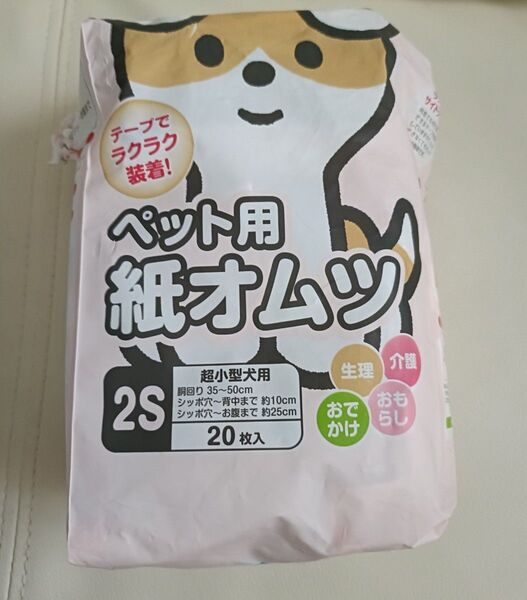 テープで
ラクラク
装着!
ペット用
紙オムツ
2S
超小型犬用
胴回り 35～50cm
シッポ穴～背中まで 約10cm
シッポ穴～お腹まで 約25cm
20枚入
生理
介護
おで
かけ
おも
らし